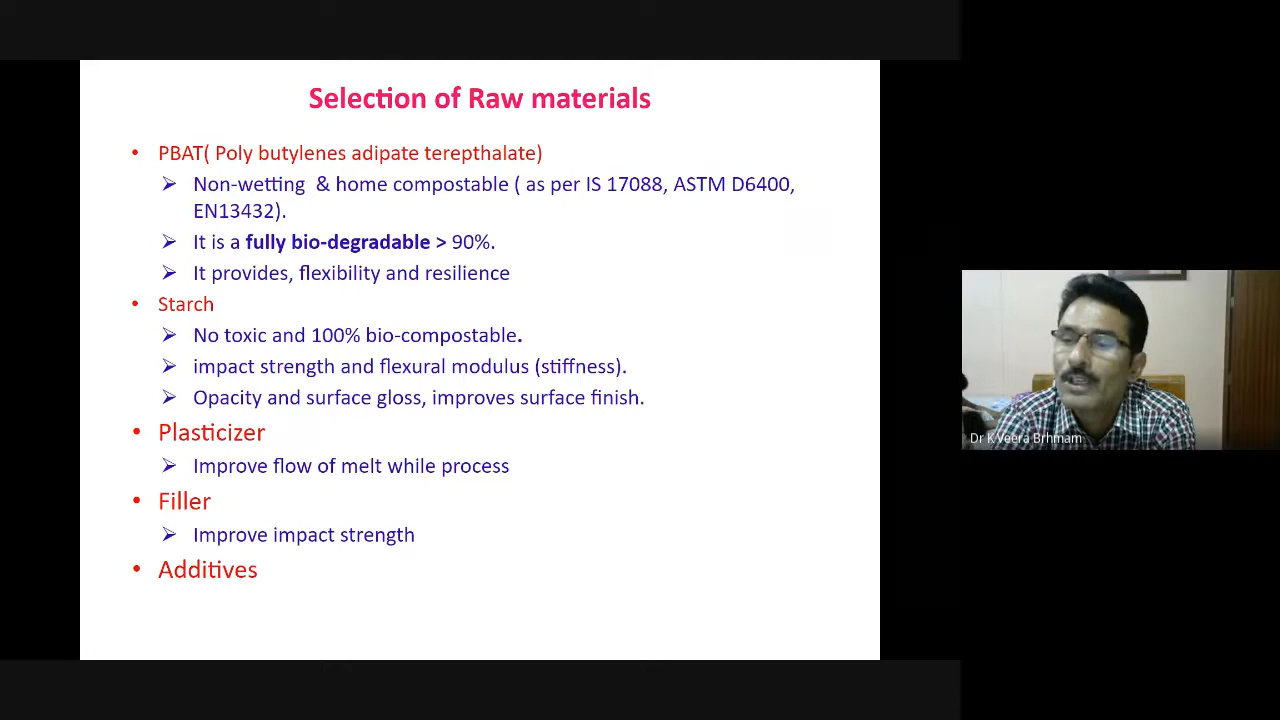 Selection of Raw materials
• PBAT( Poly butylenes adipate terepthalate)
➢ Non-wetting & home compostable ( as per IS 17088, ASTM D6400,
EN13432).
➢ It is a fully bio-degradable > 90%.
➢ It provides, flexibility and resilience
• Starch
➢ No toxic and 100% bio-compostable.
➢ impact strength and flexural modulus (stiffness).
➢ Opacity and surface gloss, improves surface finish.
• Plasticizer
➢ Improve flow of melt while process
• Filler
➢ Improve impact strength
• Additives
Dr K Veera Brhmam